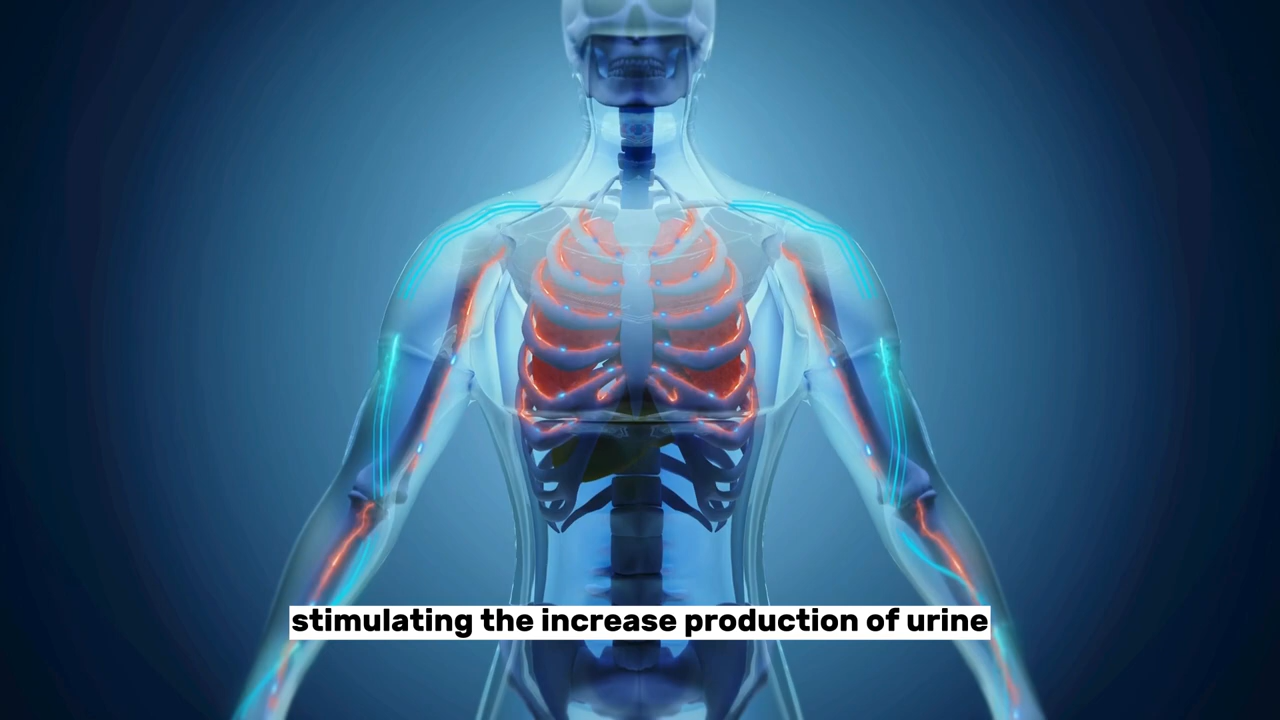 stimulating the increase production of urine